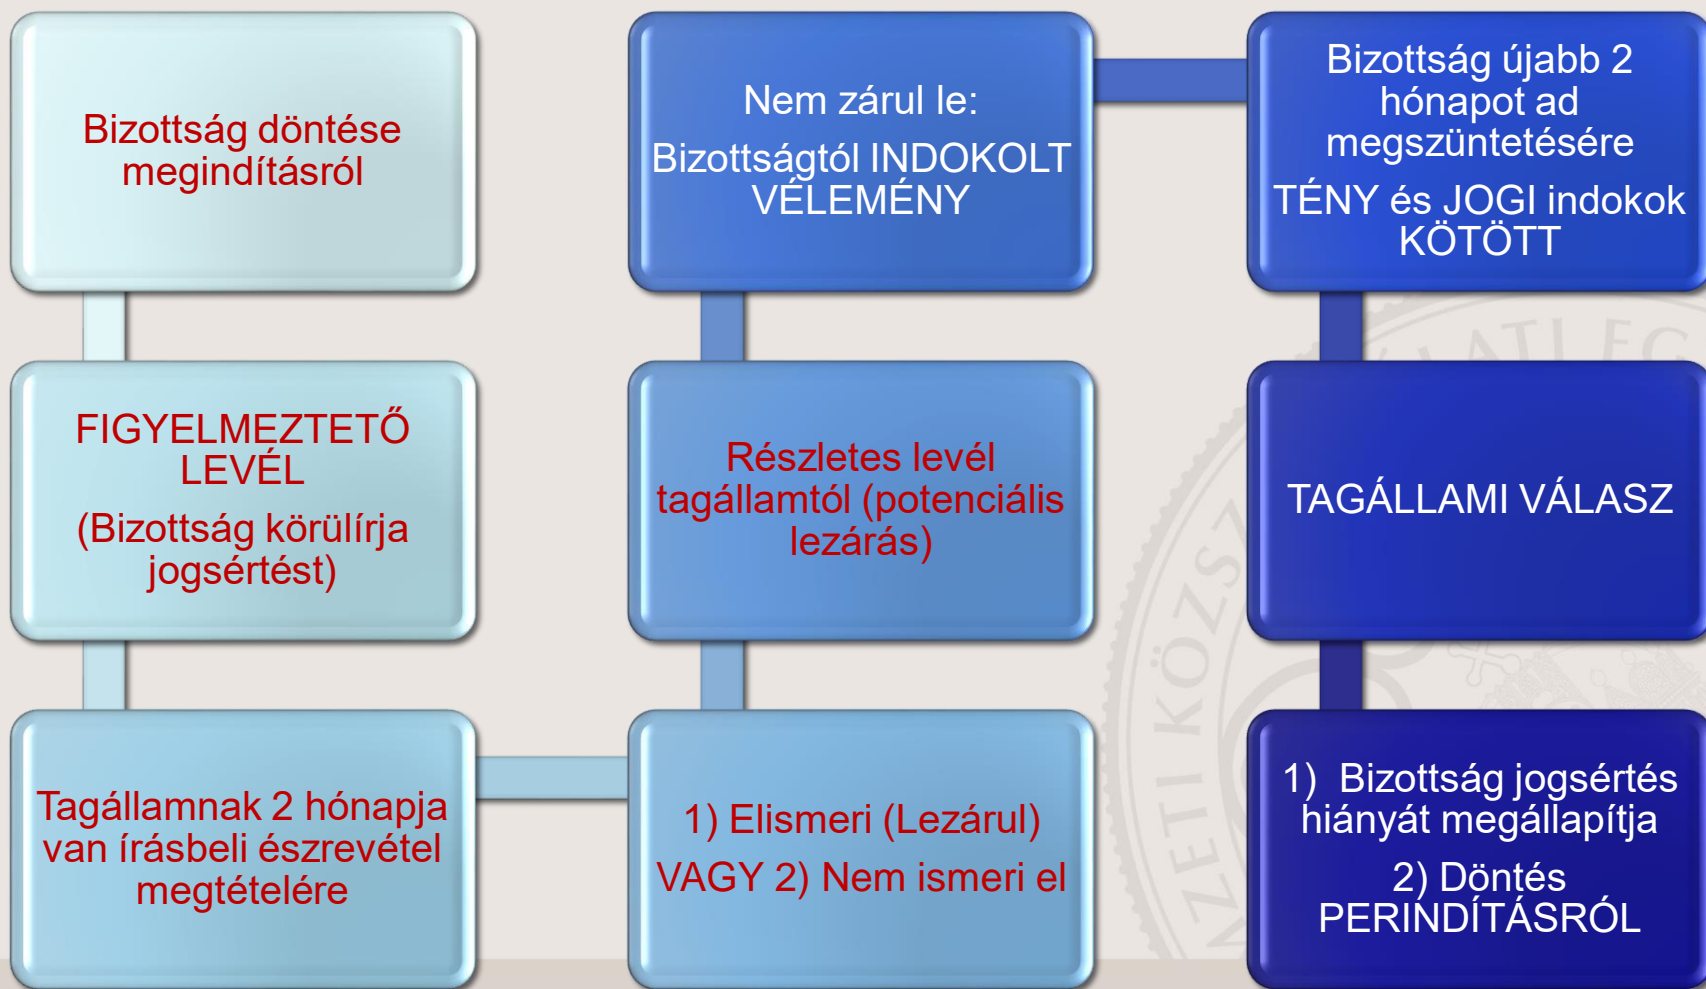 Bizottság döntése
megindításról
FIGYELMEZTETŐ
LEVÉL
(Bizottság körülírja
jogsértést)
Tagállamnak 2 hónapja
van írásbeli észrevétel
megtételére
1) Elismeri (Lezárul)
VAGY 2) Nem ismeri el
Részletes levél
tagállamtól (potenciális
lezárás)
Nem zárul le:
Bizottságtól INDOKOLT
VÉLEMÉNY
Bizottság újabb 2
hónapot ad
megszüntetésére
TÉNY és JOGI indokok
KÖTÖTT
TAGÁLLAMI VÁLASZ
1) Bizottság jogsértés
hiányát megállapítja
2) Döntés
PERINDÍTÁSRÓL